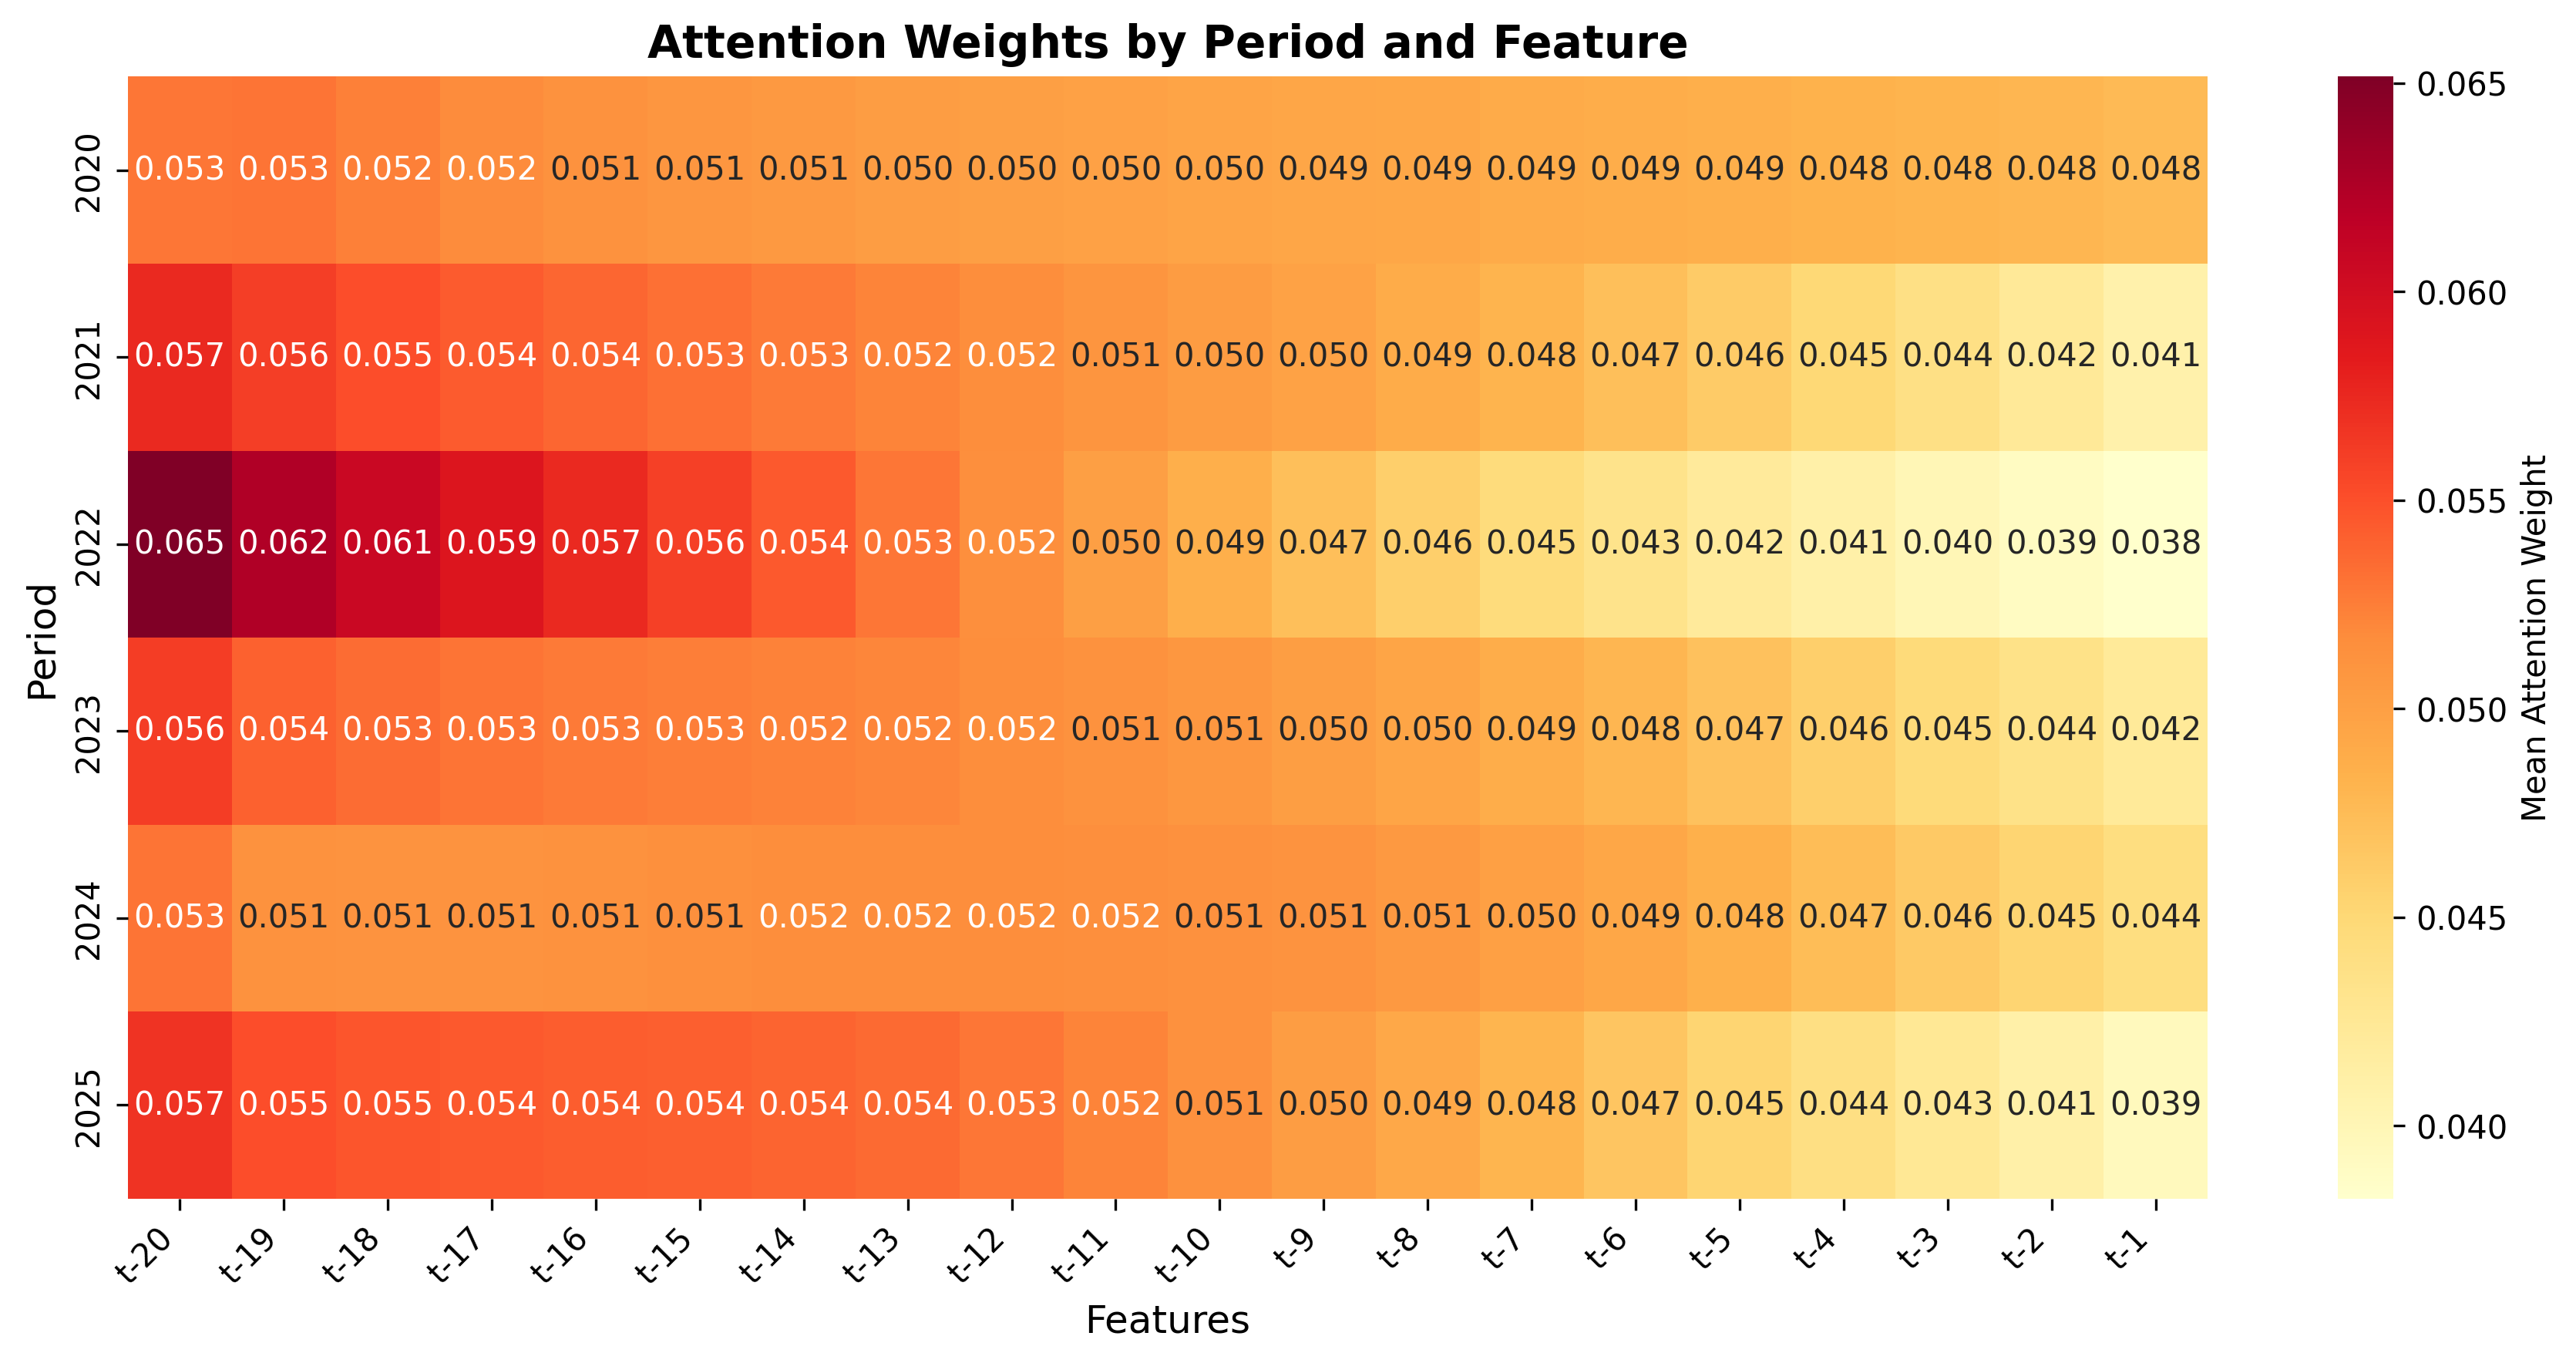 Attention Weights by Period and Feature
Period
2020 0.053 0.053 0.052 0.052 0.051 0.051 0.051 0.050 0.050 0.050 0.050 0.049 0.049 0.049 0.049 0.049 0.048 0.048 0.048 0.048
2021 0.057 0.056 0.055 0.054 0.054 0.053 0.053 0.052 0.052 0.051 0.050 0.050 0.049 0.048 0.047 0.046 0.045 0.044 0.042 0.041
2022 0.065 0.062 0.061 0.059 0.057 0.056 0.054 0.053 0.052 0.050 0.049 0.047 0.046 0.045 0.043 0.042 0.041 0.040 0.039 0.038
2023 0.056 0.054 0.053 0.053 0.053 0.053 0.052 0.052 0.052 0.051 0.051 0.050 0.050 0.049 0.048 0.047 0.046 0.045 0.044 0.042
2024 0.053 0.051 0.051 0.051 0.051 0.051 0.052 0.052 0.052 0.052 0.051 0.051 0.051 0.050 0.049 0.048 0.047 0.046 0.045 0.044
2025 0.057 0.055 0.055 0.054 0.054 0.054 0.054 0.054 0.053 0.052 0.051 0.050 0.049 0.048 0.047 0.045 0.044 0.043 0.041 0.039
t-20 t-19 t-18 t-17 t-16 t-15 t-14 t-13 t-12 t-11 t-10 t-9 t-8 t-7 t-6 t-5 t-4 t-3 t-2 t-1
Features
0.065
0.060
0.055
0.050
0.045
0.040
Mean Attention Weight